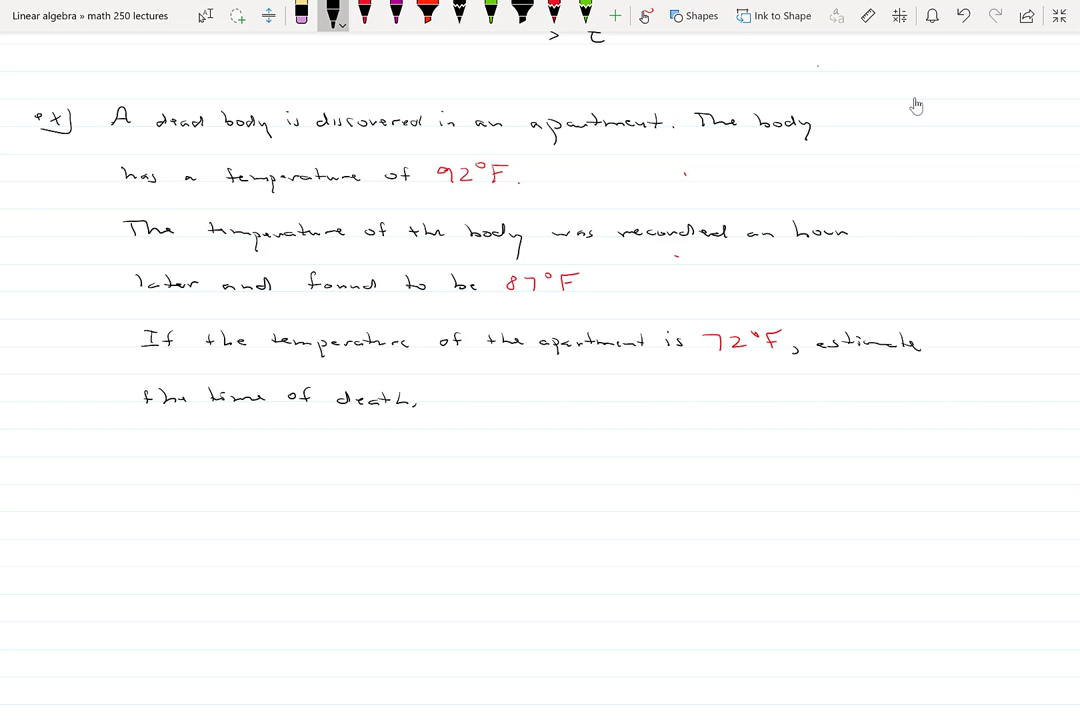 Linear algebra » math 250 lectures
Shapes
Ink to Shape
> t
ex) A dead body is discovered in an apartment. The body
has a temperature of 92°F.
The temperature of the body was recorded an hour
later and found to be 87°F
If the temperature of the apartment is 72°F, estimate
the time of death.